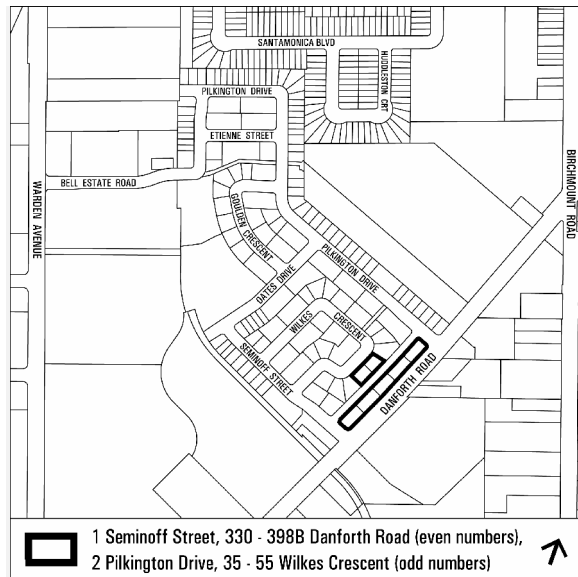 SANTAMONICA BLVD
HUDDLESTON CRT
PILKINGTON DRIVE
ETIENNE STREET
BELL ESTATE ROAD
WARDEN AVENUE
BIRCHMOUNT ROAD
GOULDEN CRESCENT
PILKINGTON DRIVE
OATES DRIVE
WILKES
CRESCENT
SEMINOFF STREET
DANFORTH ROAD
1 Seminoff Street, 330 - 398B Danforth Road (even numbers),
2 Pilkington Drive, 35 - 55 Wilkes Crescent (odd numbers)